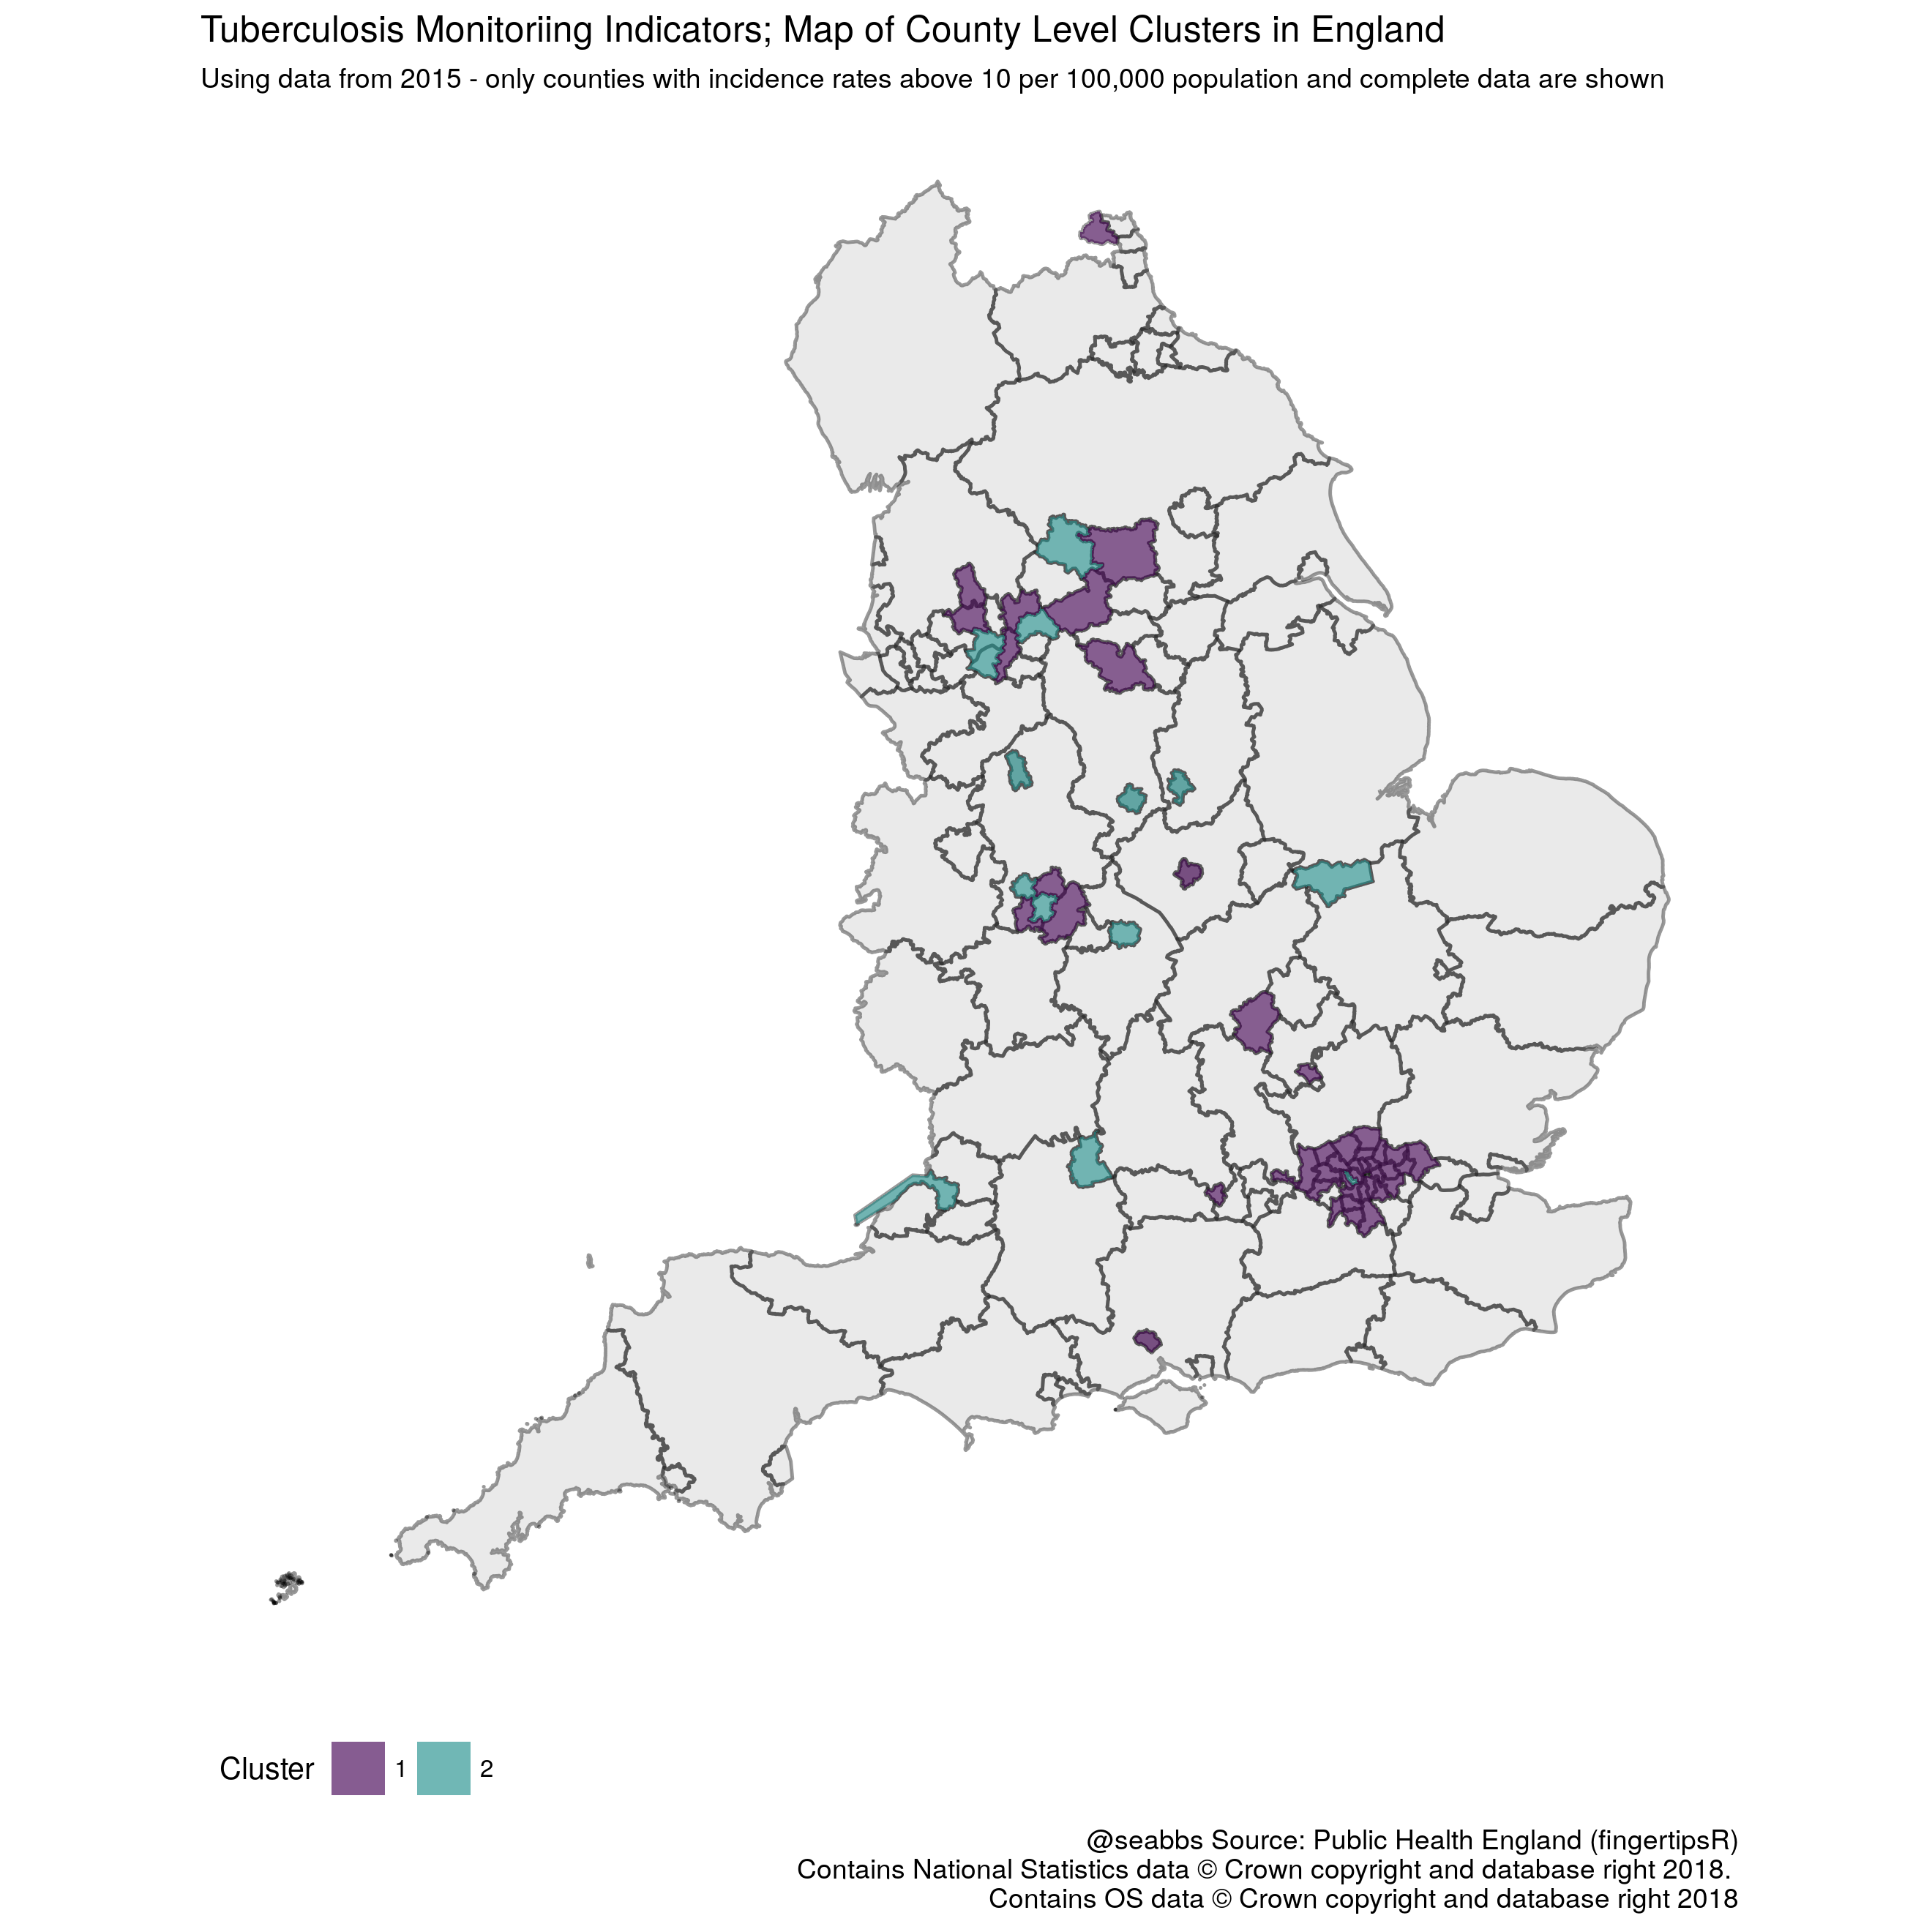 Tuberculosis Monitoriing Indicators; Map of County Level Clusters in England
Using data from 2015 - only counties with incidence rates above 10 per 100,000 population and complete data are shown
Cluster 1 2
@seabbs Source: Public Health England (fingertipsR)
Contains National Statistics data © Crown copyright and database right 2018.
Contains OS data © Crown copyright and database right 2018